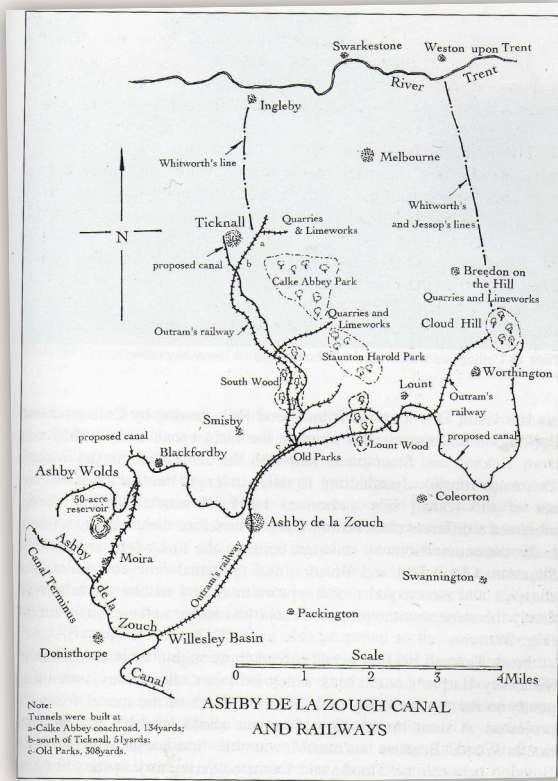 Swarkestone
Weston upon Trent
River
Trent
Ingleby
Whitworth's line
Melbourne
Whitworth's
and Jessop's lines
N
Ticknall
Quarries
& Limeworks
a
b
proposed canal
Calke Abbey Park
Breedon on
the Hill
Quarries and Limeworks
Cloud Hill
Outram's railway
Quarries and
Limeworks
Staunton Harold Park
Worthington
South Wood
Lount
Outram's
railway
Smisby
proposed canal
Blackfordby
Old Parks
Lount Wood
proposed canal
Ashby Wolds
50-acre
reservoir
Coleorton
Ashby de la Zouch
Moira
Ashby
de la
Zouch
Canal
Canal Terminus
Outram's railway
Swannington
Packington
Willesley Basin
Donisthorpe
Scale
0 1 2 3 4 Miles
Note:
Tunnels were built at
a-Calke Abbey coachroad, 134yards;
b-south of Ticknall, 51yards;
c-Old Parks, 308yards.
ASHBY DE LA ZOUCH CANAL
AND RAILWAYS